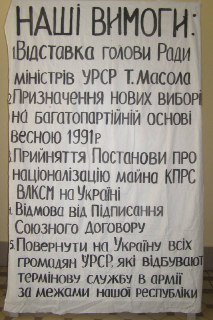 НАШІ ВИМОГИ:
1.Відставка голови Ради
міністрів УРСР Т.Масола
2.Призначення нових виборі
на багатопартійній основі
весною 1991р
3.Прийняття Постанови про
націоналізацію майна КПРС
ВЛКСМ на Україні
4.Відмова від Підписання
Союзного Договору
5.Повернути на Україну всіх
громадян УРСР, які відбувают
термінову службу в армії
за межами нашої республіки